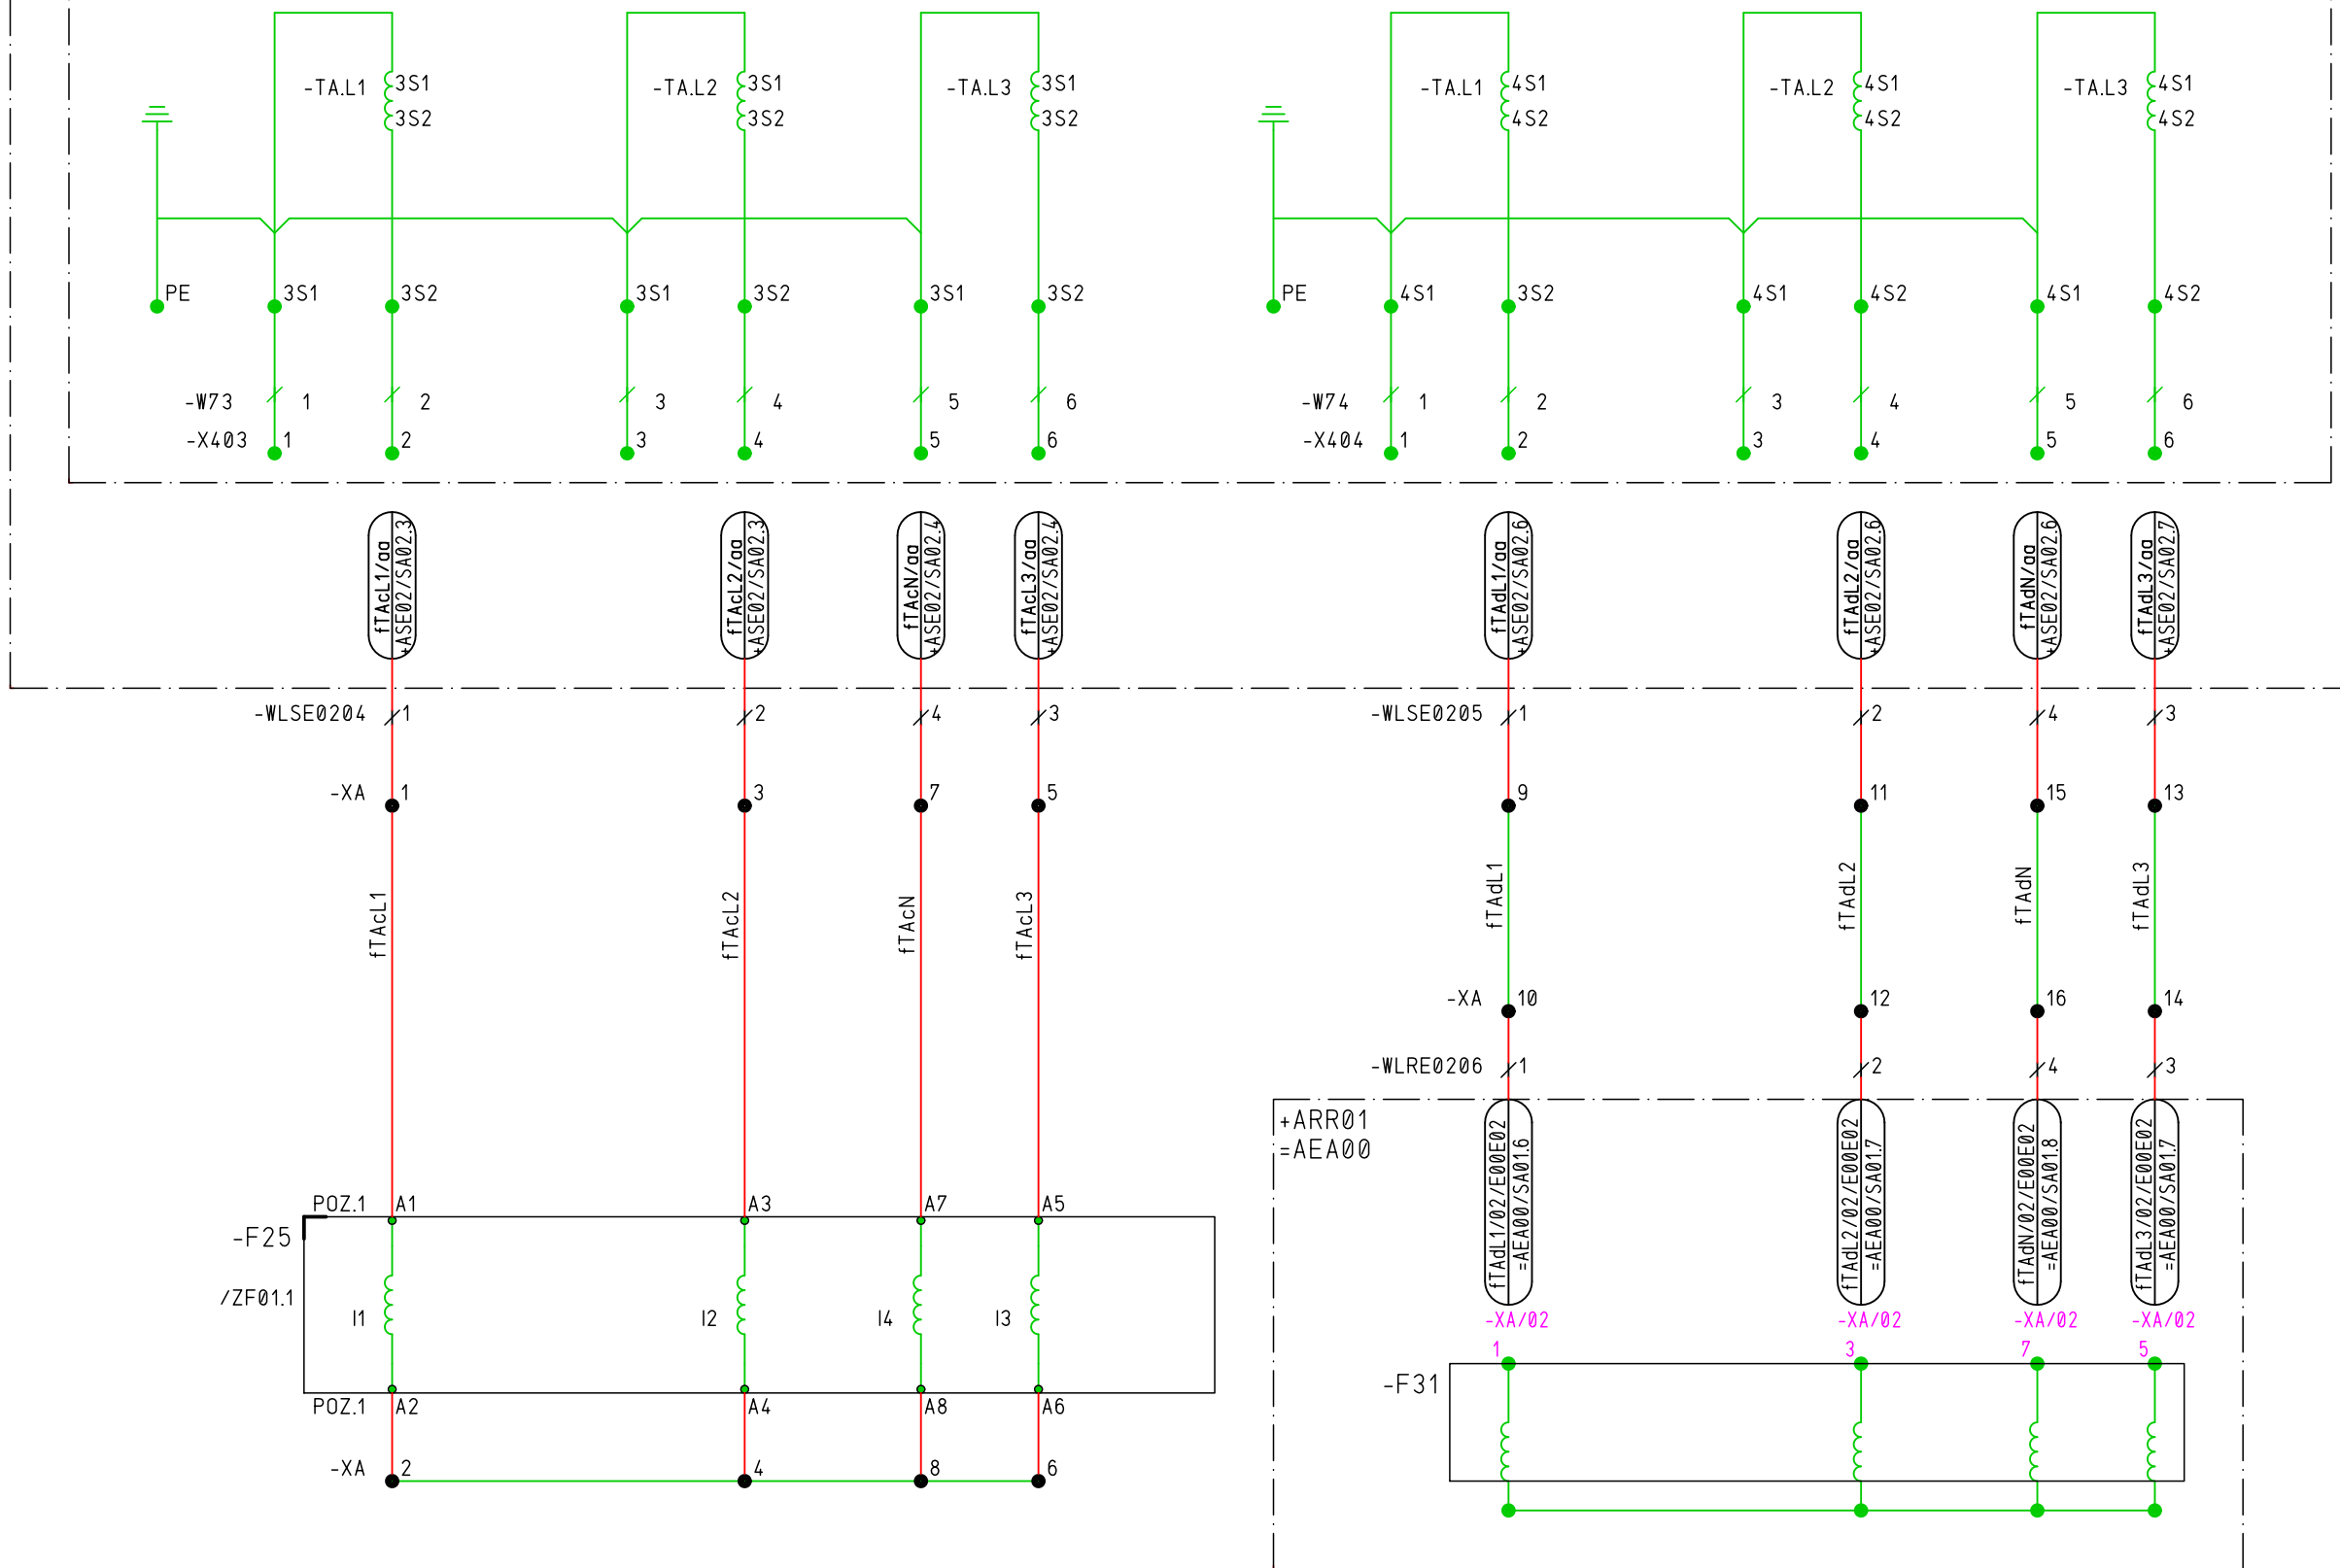 -TA.L1 3S1 -TA.L2 3S1 -TA.L3 3S1 -TA.L1 4S1 -TA.L2 4S1 -TA.L3 4S1
3S2 3S2 3S2 4S2 4S2 4S2
PE 3S1 3S2 3S1 3S2 3S1 3S2 PE 4S1 3S2 4S1 4S2 4S1 4S2
-W73 1 2 3 4 5 6 -W74 1 2 3 4 5 6
-X403 1 2 3 4 5 6 -X404 1 2 3 4 5 6
fTAcL1/aa
+ASE02/SA02.3
fTAcL2/aa
+ASE02/SA02.3
fTAcN/aa
+ASE02/SA02.4
fTAcL3/aa
+ASE02/SA02.4
fTAdL1/aa
+ASE02/SA02.6
fTAdL2/aa
+ASE02/SA02.6
fTAdN/aa
+ASE02/SA02.6
fTAdL3/aa
+ASE02/SA02.7
-WLSE0204 1 2 4 3 -WLSE0205 1 2 4 3
-XA 1 3 7 5 9 11 15 13
fTAcL1
fTAcL2
fTAcN
fTAcL3
fTAdL1
fTAdL2
fTAdN
fTAdL3
-XA 10 12 16 14
-WLRE0206 1 2 4 3
+ARR01
=AEA00
fTAdL1/02/E00E02
=AEA00/SA01.6
fTAdL2/02/E00E02
=AEA00/SA01.7
fTAdN/02/E00E02
=AEA00/SA01.8
fTAdL3/02/E00E02
=AEA00/SA01.7
POZ.1 A1 A3 A7 A5
-F25
/ZF01.1
I1 I2 I4 I3
-XA/02 -XA/02 -XA/02 -XA/02
1 3 7 5
-F31
POZ.1 A2 A4 A8 A6
-XA 2 4 8 6